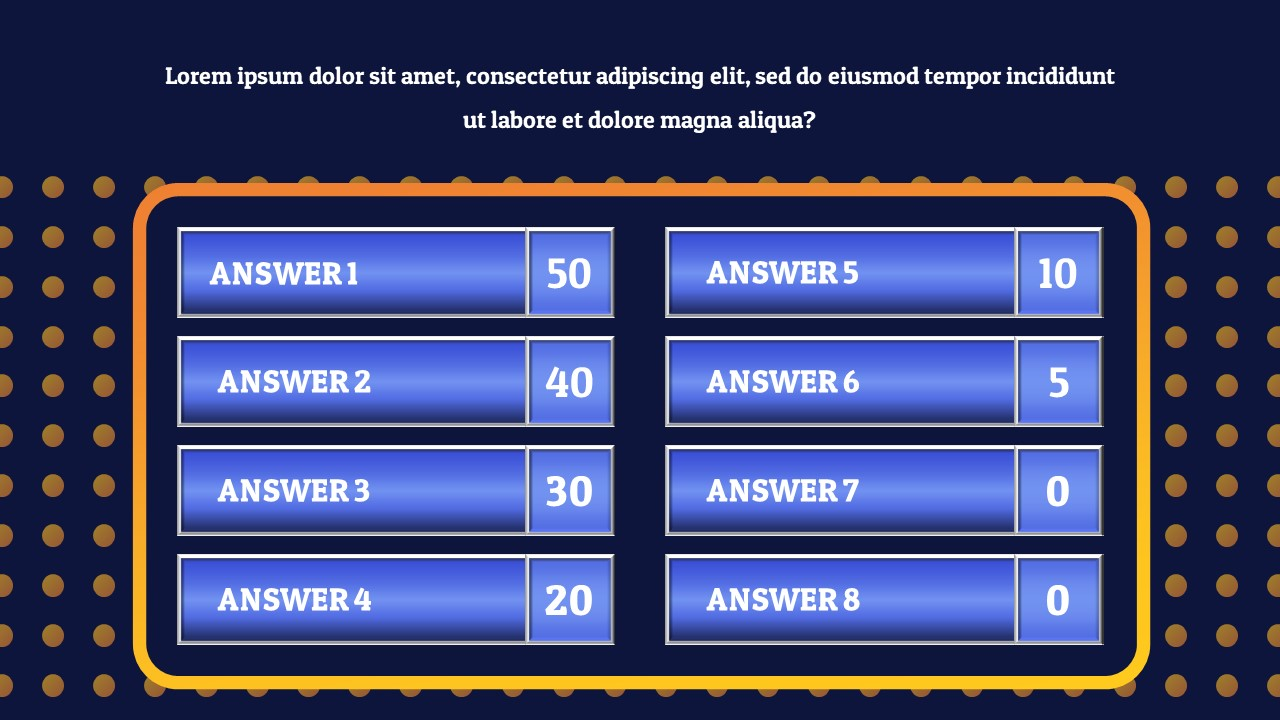 Lorem ipsum dolor sit amet, consectetur adipiscing elit, sed do eiusmod tempor incididunt
ut labore et dolore magna aliqua?
ANSWER 1 50
ANSWER 2 40
ANSWER 3 30
ANSWER 4 20
ANSWER 5 10
ANSWER 6 5
ANSWER 7 0
ANSWER 8 0